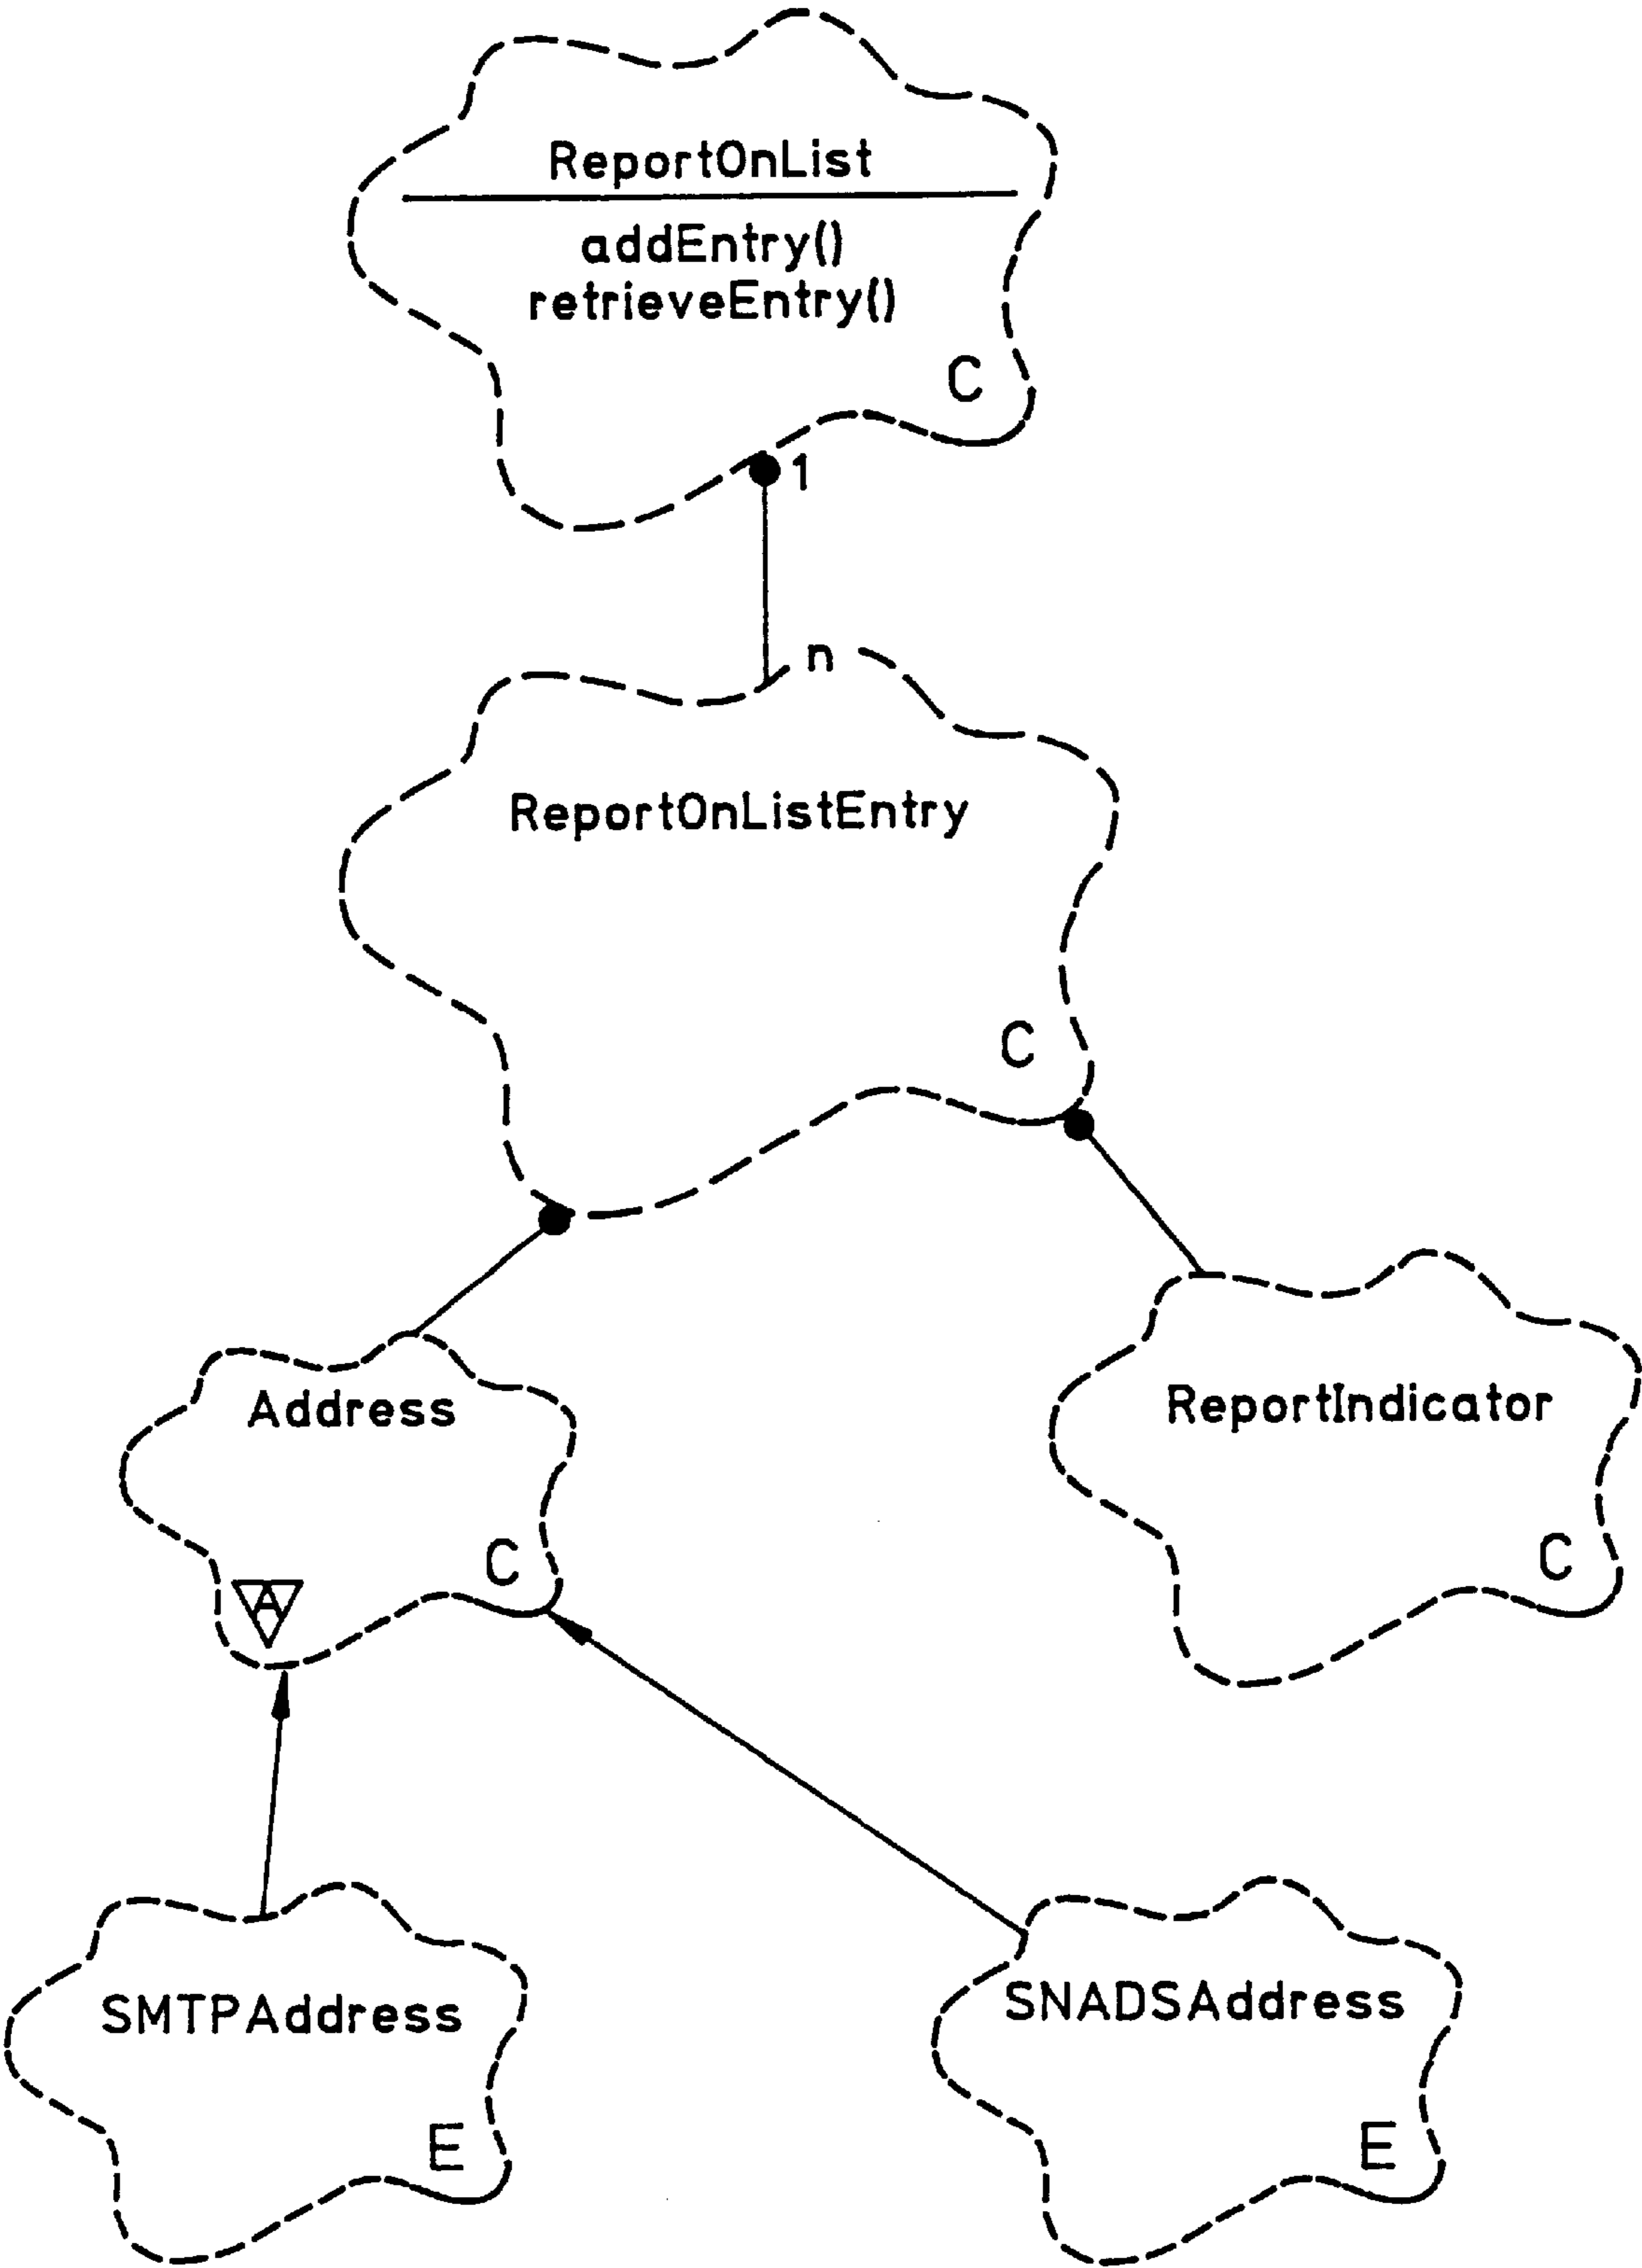 ReportOnList
addEntry()
retrieveEntry()
C
1
n
ReportOnListEntry
C
Address
C
A
ReportIndicator
C
SMTPAddress
E
SNADSAddress
E